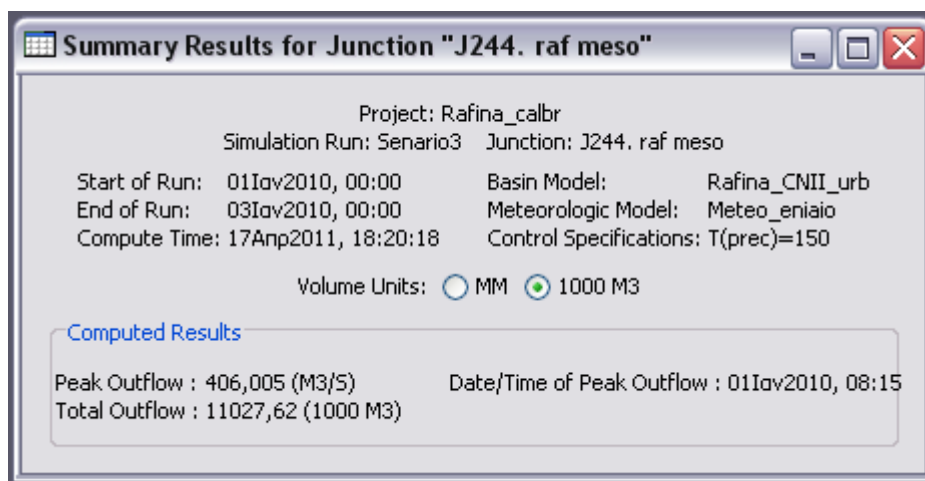 Summary Results for Junction "J244. raf meso"
Project: Rafina_calbr
Simulation Run: Senario3 Junction: J244. raf meso
Start of Run: 01Ιαν2010, 00:00 Basin Model: Rafina_CNII_urb
End of Run: 03Ιαν2010, 00:00 Meteorologic Model: Meteo_eniaio
Compute Time: 17Απρ2011, 18:20:18 Control Specifications: T(prec)=150
Volume Units: MM 1000 M3
Computed Results
Peak Outflow : 406,005 (M3/S) Date/Time of Peak Outflow : 01Ιαν2010, 08:15
Total Outflow : 11027,62 (1000 M3)